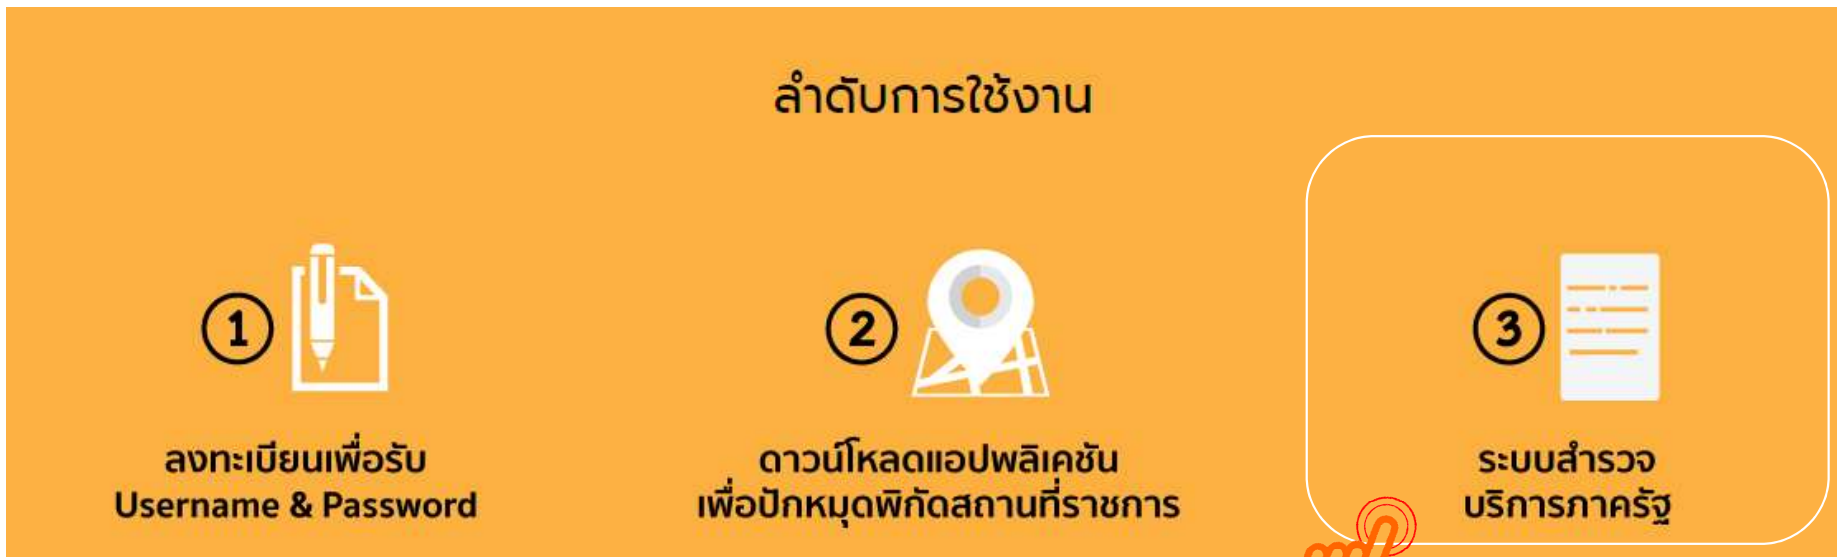 ลำดับการใช้งาน
1
ลงทะเบียนเพื่อรับ
Username & Password
2
ดาวน์โหลดแอปพลิเคชัน
เพื่อปักหมุดพิกัดสถานที่ราชการ
3
ระบบสำรวจ
บริการภาครัฐ